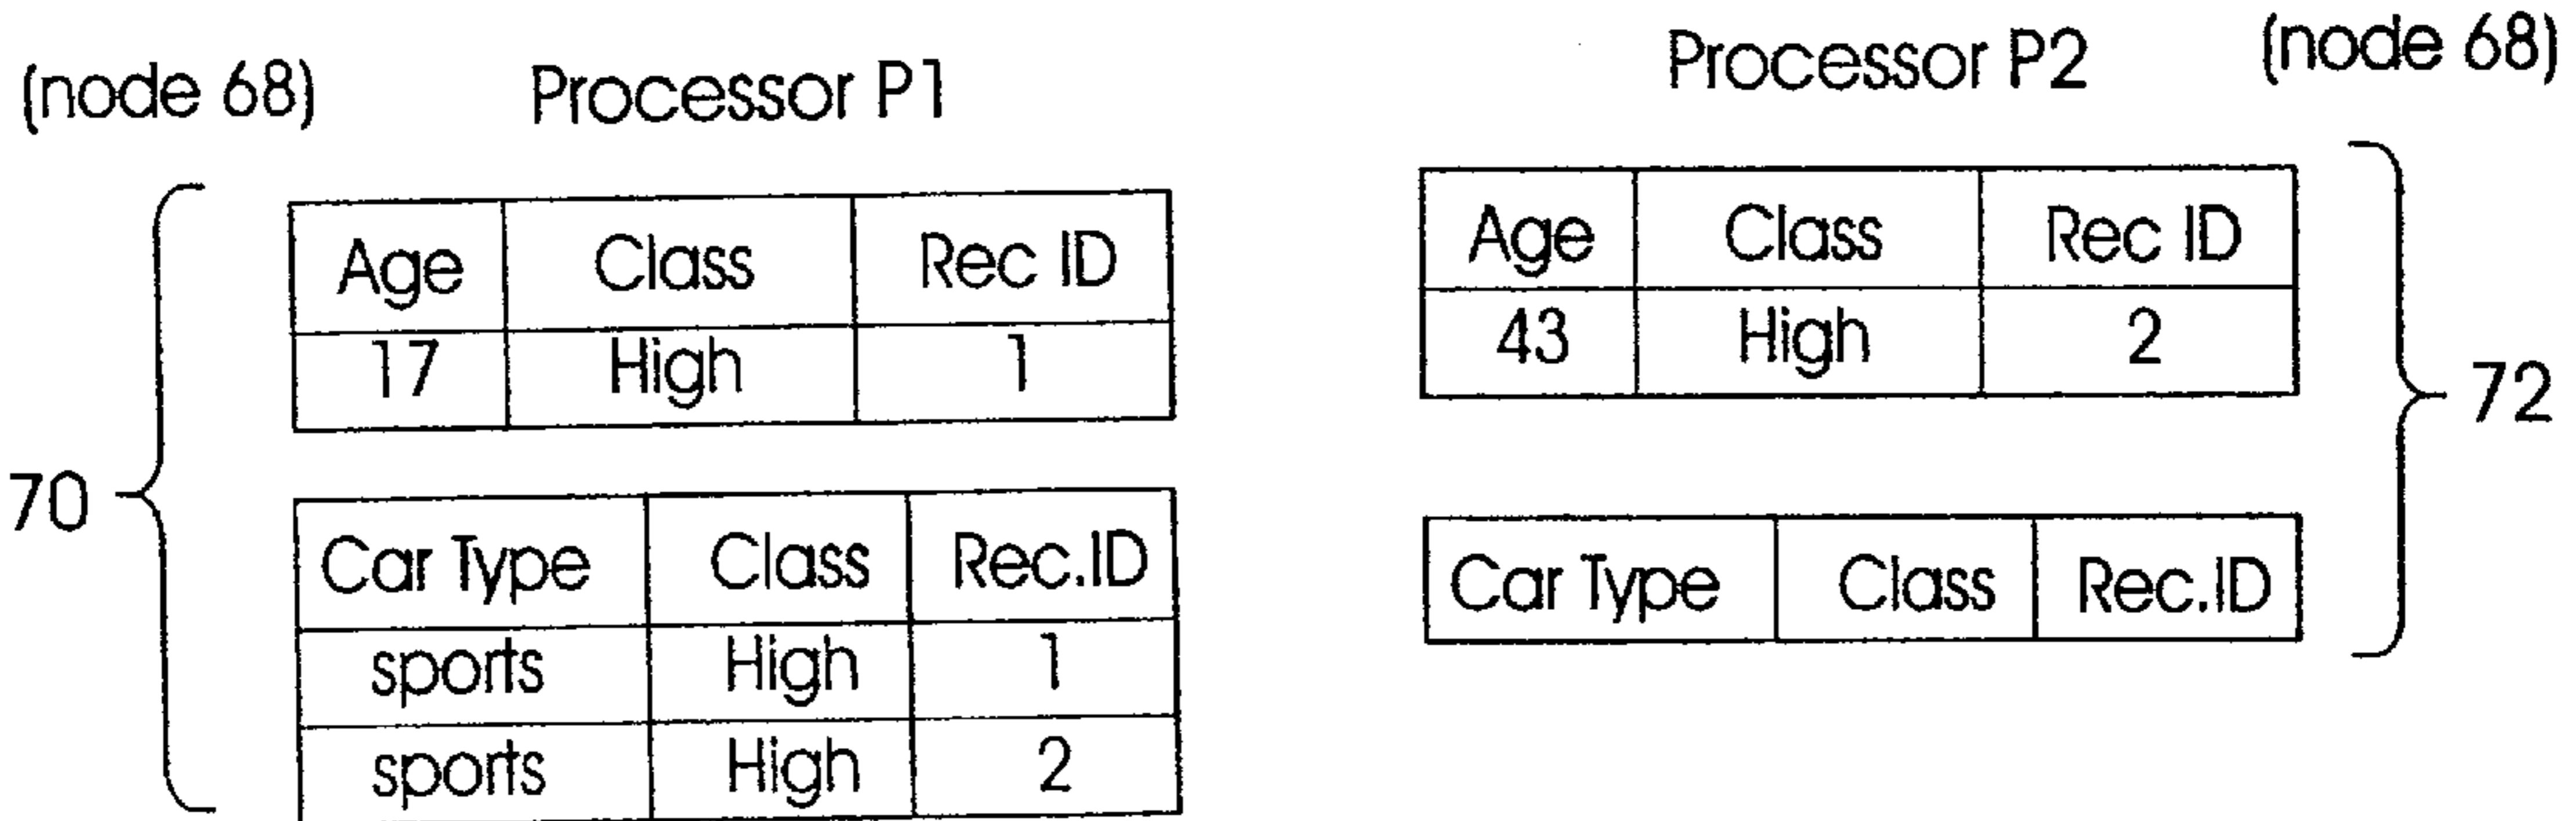 (node 68) Processor P1
Age Class Rec ID
17 High 1
70
Car Type Class Rec.ID
sports High 1
sports High 2
Processor P2 (node 68)
Age Class Rec ID
43 High 2
72
Car Type Class Rec.ID